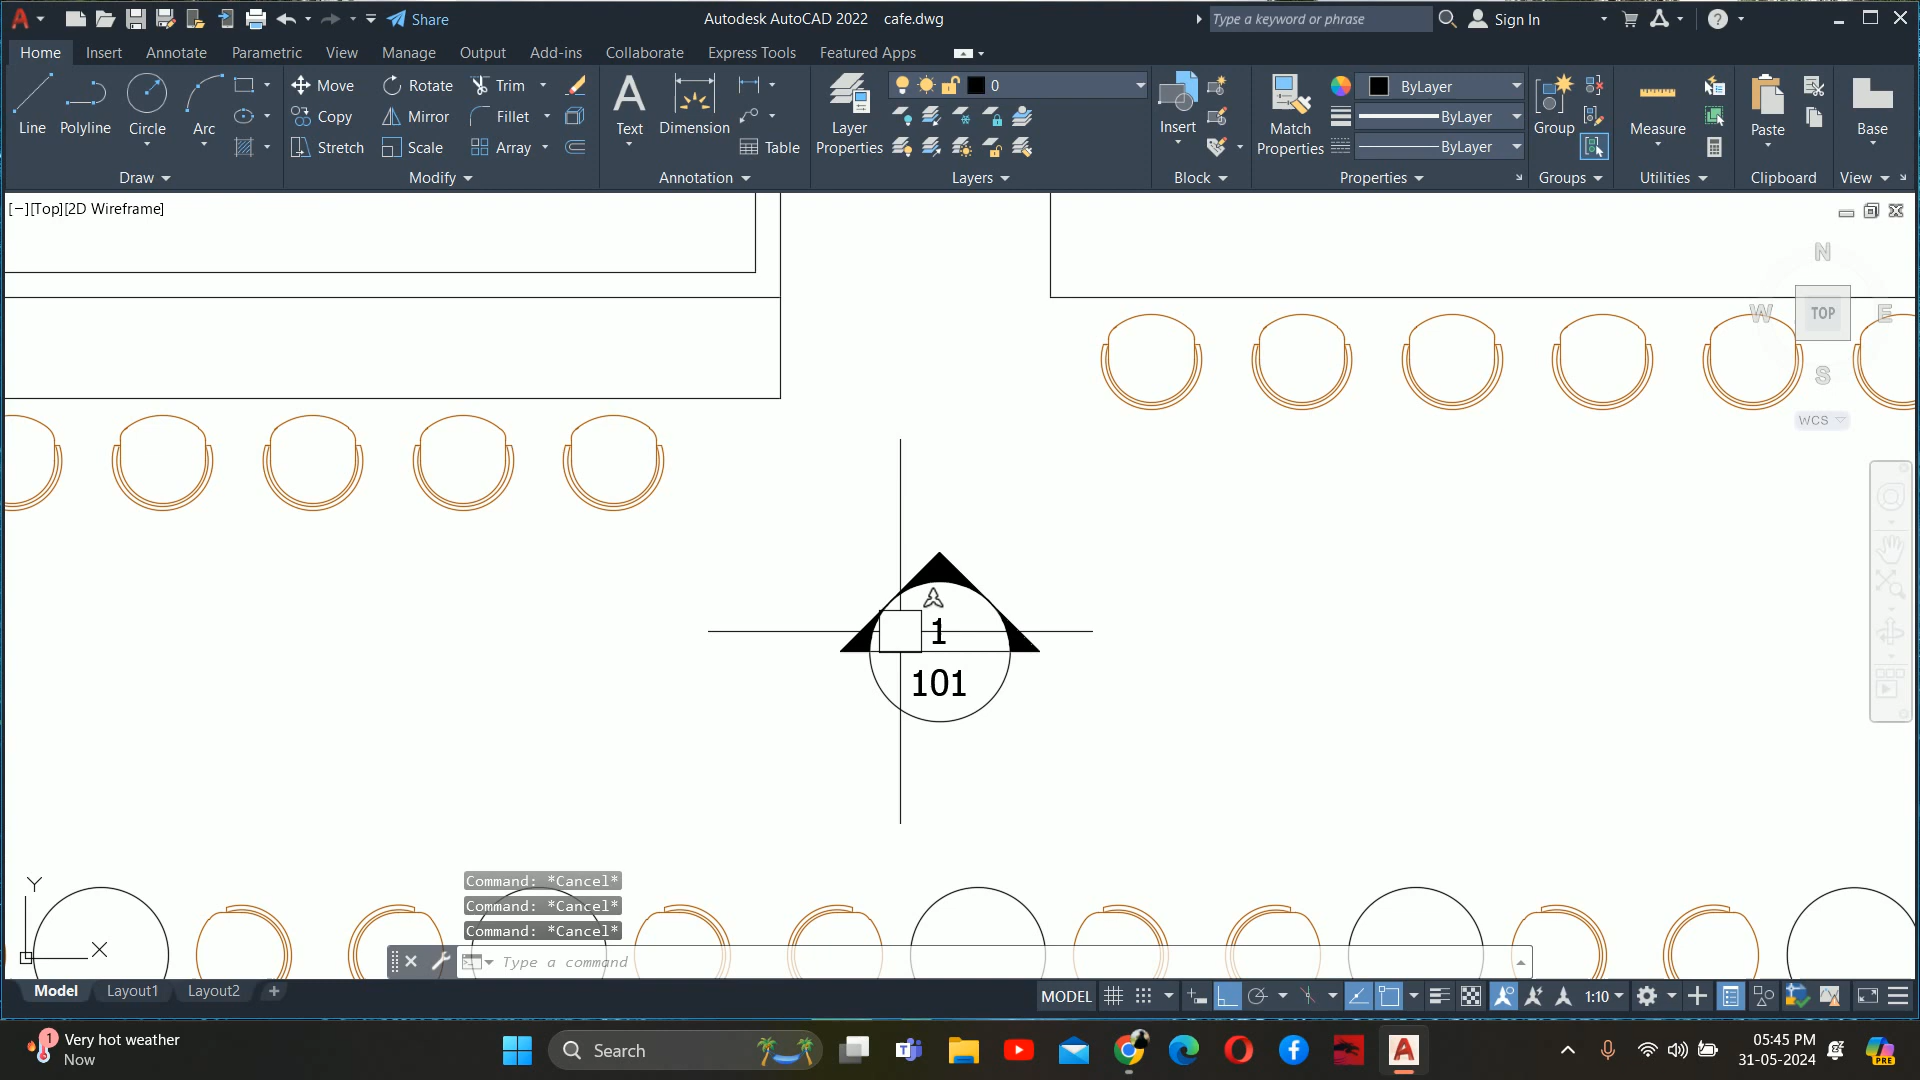 Share
Autodesk AutoCAD 2022 cafe.dwg
Type a keyword or phrase
Sign In
Home Insert Annotate Parametric View Manage Output Add-ins Collaborate Express Tools Featured Apps
Line
Polyline
Circle
Arc
Draw
Move Rotate Trim
Copy Mirror Fillet
Stretch Scale Array
Modify
Text
Dimension
Table
Annotation
Layer
Properties
0
Layers
Insert
Block
Match
Properties
ByLayer
ByLayer
ByLayer
Properties
Group
Groups
Measure
Utilities
Paste
Clipboard
Base
View
[−][Top][2D Wireframe]
N
W TOP E
S
WCS
1
101
Y
X
Command: *Cancel*
Command: *Cancel*
Command: *Cancel*
Type a command
Model Layout1 Layout2
MODEL 1:10
1
Very hot weather
Now
Search
05:45 PM
31-05-2024
PRE